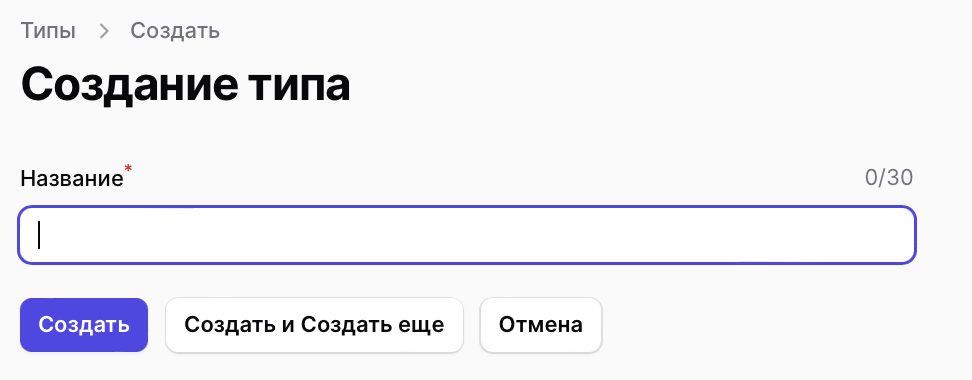 Типы > Создать
Создание типа
Название* 0/30
Создать Создать и Создать еще Отмена